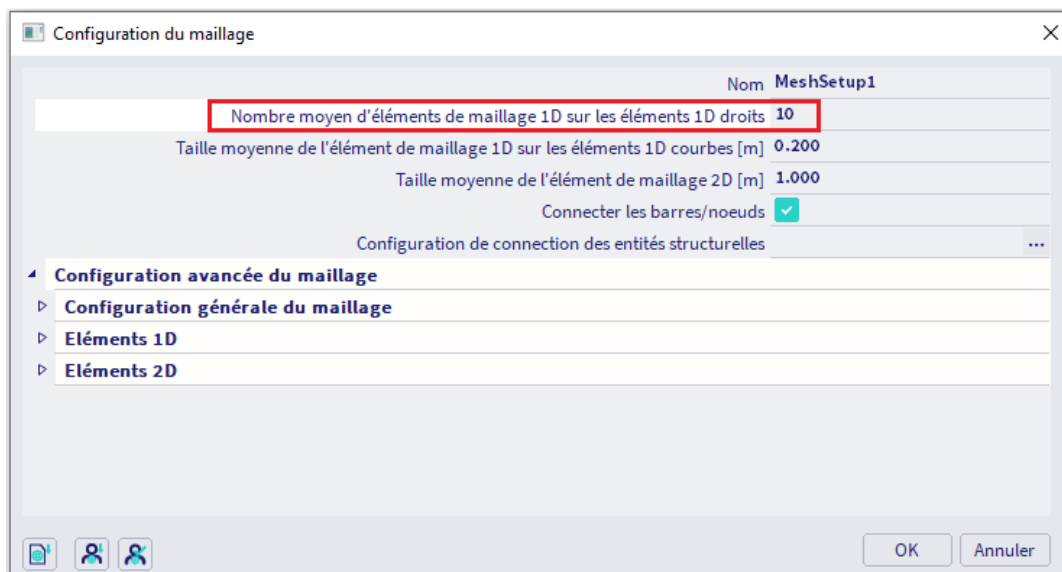 Configuration du maillage
Nom MeshSetup1
Nombre moyen d'éléments de maillage 1D sur les éléments 1D droits 10
Taille moyenne de l'élément de maillage 1D sur les éléments 1D courbes [m] 0.200
Taille moyenne de l'élément de maillage 2D [m] 1.000
Connecter les barres/noeuds
Configuration de connection des entités structurelles ...
Configuration avancée du maillage
Configuration générale du maillage
Eléments 1D
Eléments 2D
OK Annuler